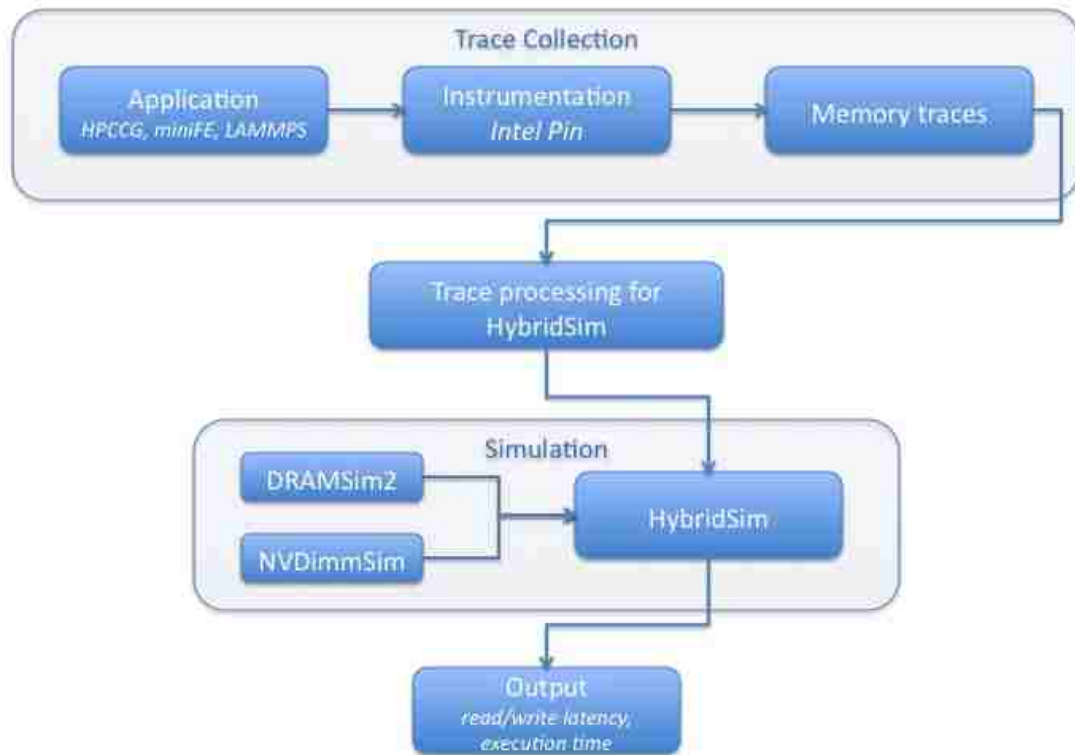 Trace Collection
Application
HPCCG, miniFE, LAMMPS
Instrumentation
Intel Pin
Memory traces
Trace processing for
HybridSim
Simulation
DRAMSim2
NVDimmSim
HybridSim
Output
read/write latency,
execution time